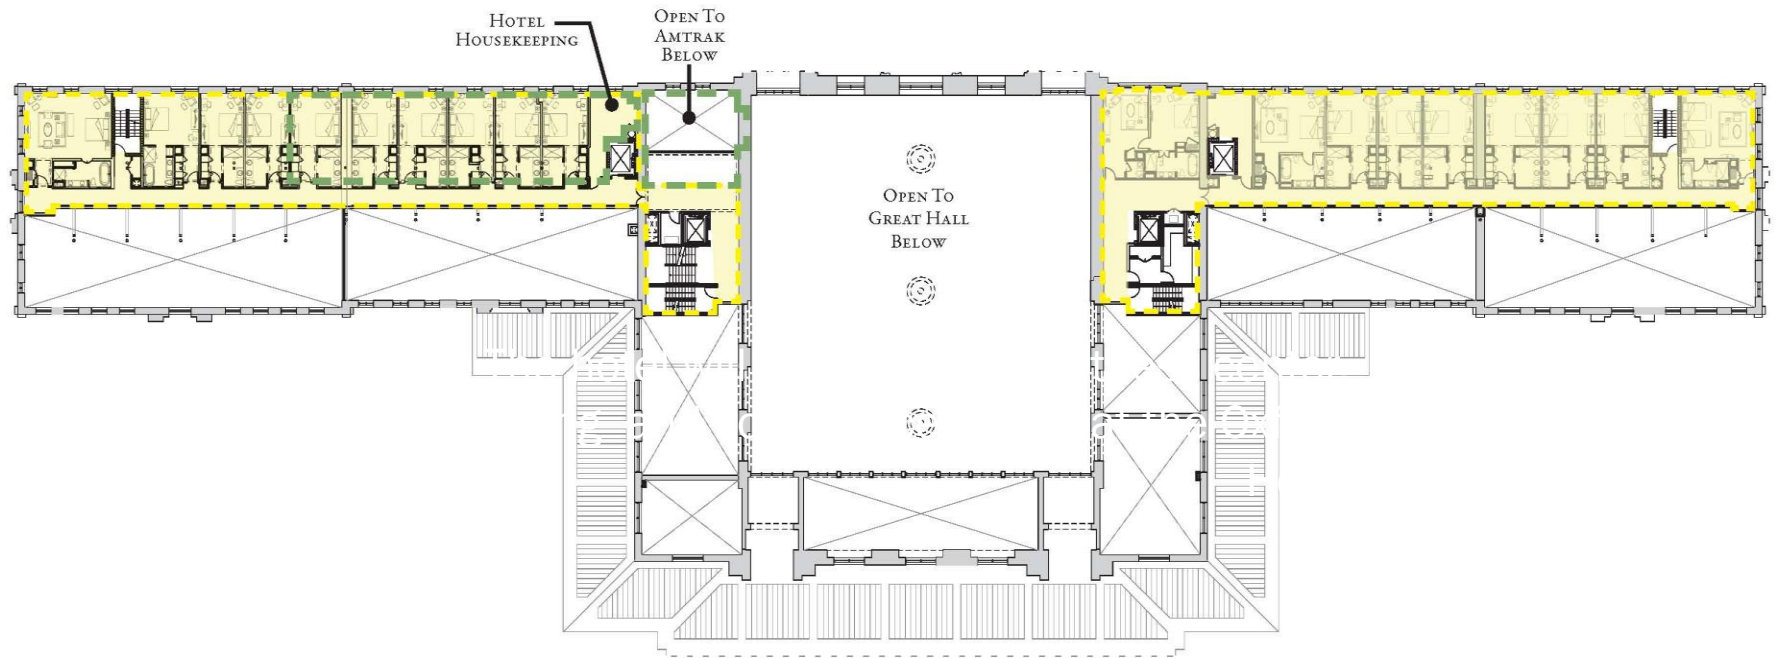 HOTEL
HOUSEKEEPING
OPEN TO
AMTRAK
BELOW
OPEN TO
GREAT HALL
BELOW